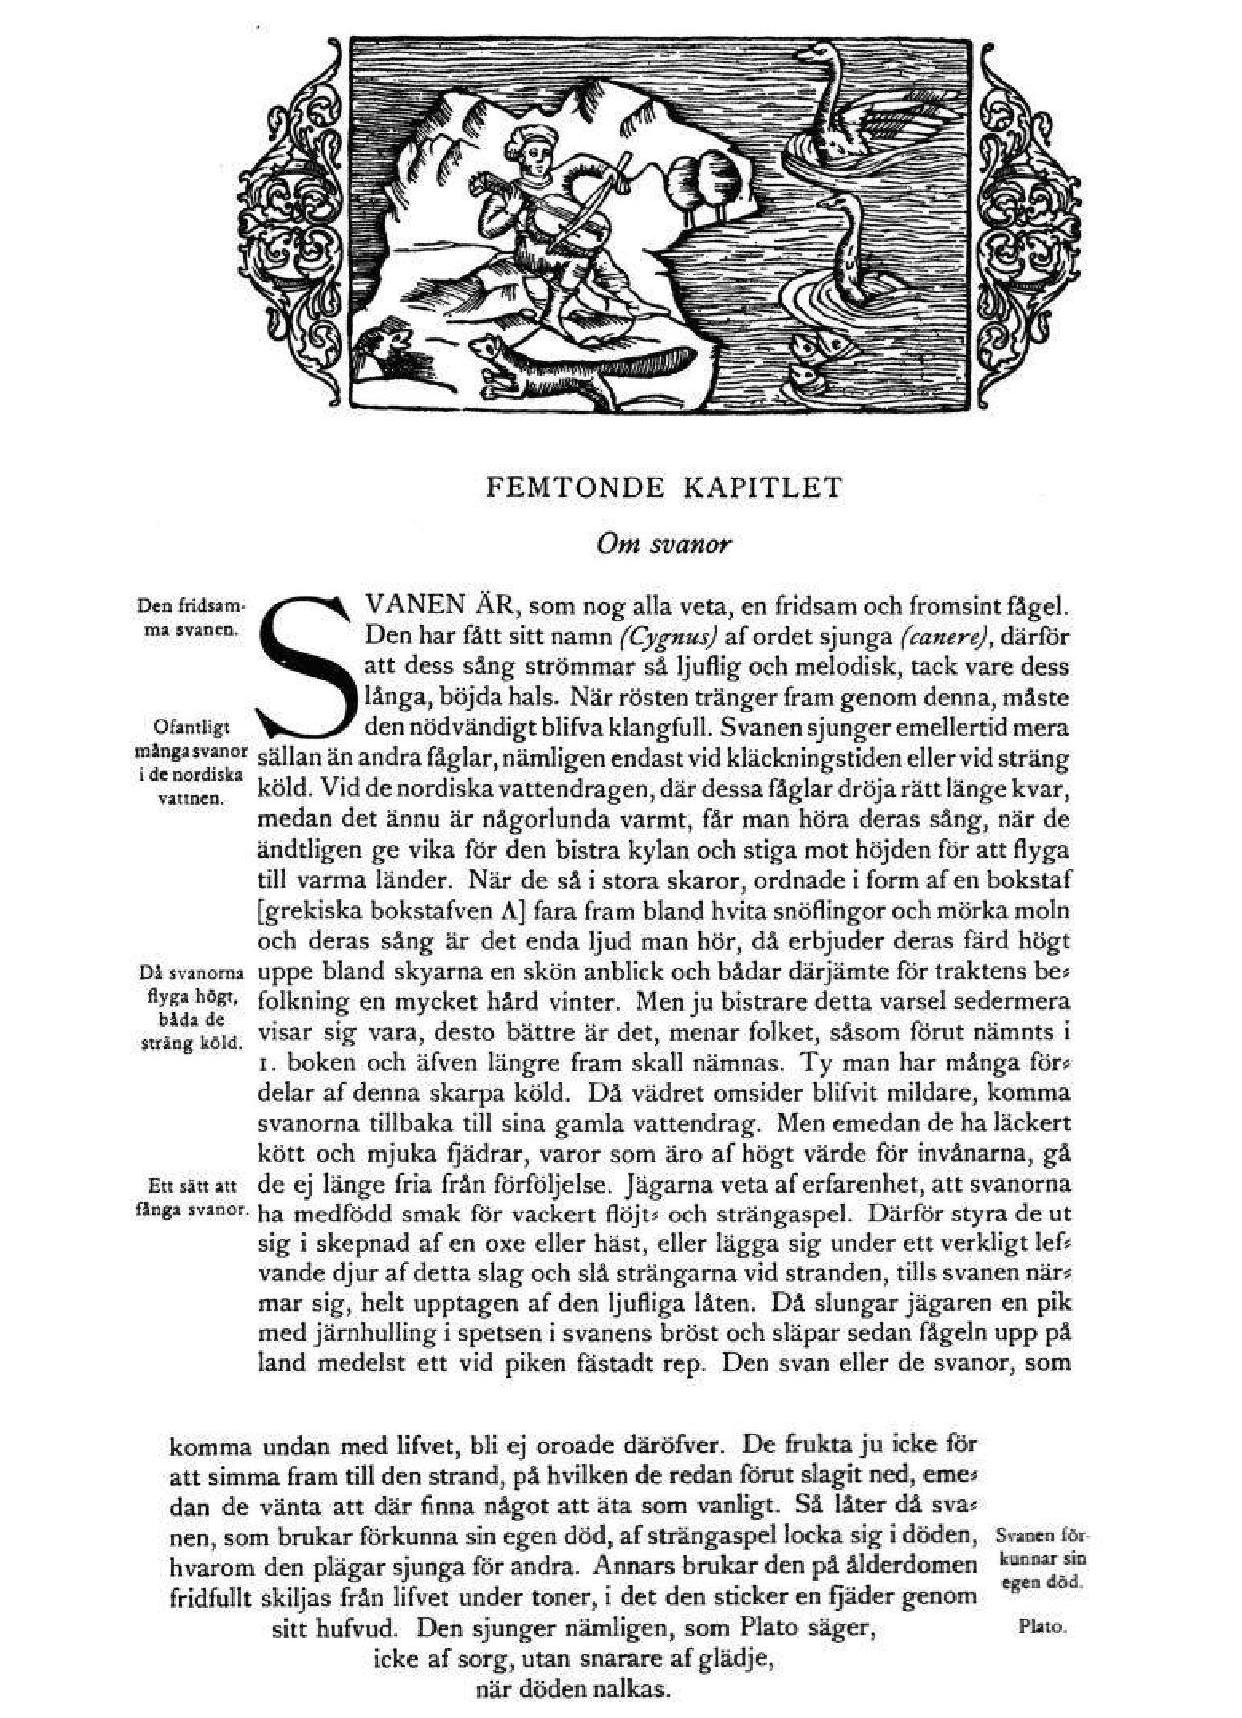 FEMTONDE KAPITLET
Om svanor
Den fridsam-
ma svanen.
SVANEN ÄR, som nog alla veta, en fridsam och fromsint fågel.
Den har fått sitt namn (Cygnus) af ordet sjunga (canere), därför
att dess sång strömmar så ljuflig och melodisk, tack vare dess
långa, böjda hals. När rösten tränger fram genom denna, måste
den nödvändigt blifva klangfull. Svanen sjunger emellertid mera
Ofantligt
många svanor
i de nordiska
vattnen.
sällan än andra fåglar, nämligen endast vid kläckningstiden eller vid sträng
köld. Vid de nordiska vattendragen, där dessa fåglar dröja rätt länge kvar,
medan det ännu är någorlunda varmt, får man höra deras sång, när de
ändtligen ge vika för den bistra kylan och stiga mot höjden för att flyga
till varma länder. När de så i stora skaror, ordnade i form af en bokstaf
[grekiska bokstafven Λ] fara fram bland hvita snöflingor och mörka moln
och deras sång är det enda ljud man hör, då erbjuder deras färd högt
Då svanorna
flyga högt,
båda de
sträng köld.
uppe bland skyarna en skön anblick och bådar därjämte för traktens be-
folkning en mycket hård vinter. Men ju bistrare detta varsel sedermera
visar sig vara, desto bättre är det, menar folket, såsom förut nämnts i
1. boken och äfven längre fram skall nämnas. Ty man har många för-
delar af denna skarpa köld. Då vädret omsider blifvit mildare, komma
svanorna tillbaka till sina gamla vattendrag. Men emedan de ha läckert
kött och mjuka fjädrar, varor som äro af högt värde för invånarna, gå
Ett sätt att
fånga svanor.
de ej länge fria från förföljelse. Jägarna veta af erfarenhet, att svanorna
ha medfödd smak för vackert flöjt- och strängaspel. Därför styra de ut
sig i skepnad af en oxe eller häst, eller lägga sig under ett verkligt lef-
vande djur af detta slag och slå strängarna vid stranden, tills svanen när-
mar sig, helt upptagen af den ljufliga låten. Då slungar jägaren en pik
med järnhulling i spetsen i svanens bröst och släpar sedan fågeln upp på
land medelst ett vid piken fästadt rep. Den svan eller de svanor, som
komma undan med lifvet, bli ej oroade däröfver. De frukta ju icke för
att simma fram till den strand, på hvilken de redan förut slagit ned, eme-
dan de vänta att där finna något att äta som vanligt. Så låter då sva-
nen, som brukar förkunna sin egen död, af strängaspel locka sig i döden,
hvarom den plägar sjunga för andra. Annars brukar den på ålderdomen
fridfullt skiljas från lifvet under toner, i det den sticker en fjäder genom
Svanen för-
kunnar sin
egen död.
sitt hufvud. Den sjunger nämligen, som Plato säger,
Plato.
icke af sorg, utan snarare af glädje,
när döden nalkas.